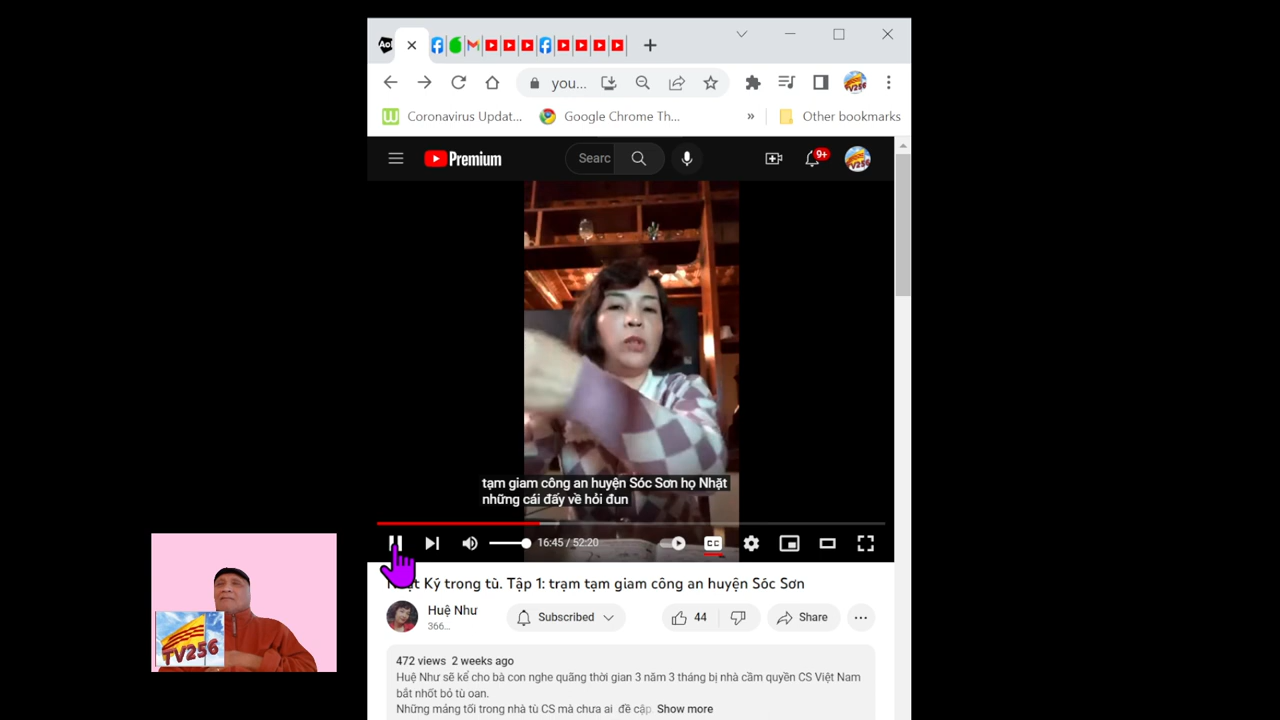 Ao
you...
Coronavirus Updat...
Google Chrome Th...
»
Other bookmarks
Premium
Searc
9+
tạm giam công an huyện Sóc Sơn họ Nhặt
những cái đấy về hỏi đun
16:45 / 52:20
CC
Ký trong tù. Tập 1: trạm tạm giam công an huyện Sóc Sơn
Huệ Như
366...
Subscribed
44
Share
472 views 2 weeks ago
Huệ Như sẽ kể cho bà con nghe quãng thời gian 3 năm 3 tháng bị nhà cầm quyền CS Việt Nam
bắt nhốt bỏ tù oan.
Những mảng tối trong nhà tù CS mà chưa ai đề cập Show more
TV256